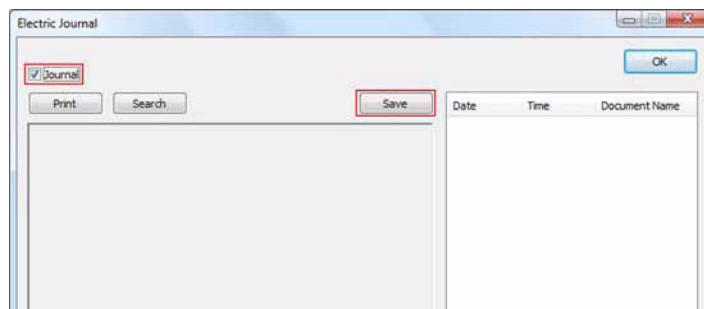 Electric Journal
OK
Journal
Print Search Save Date Time Document Name